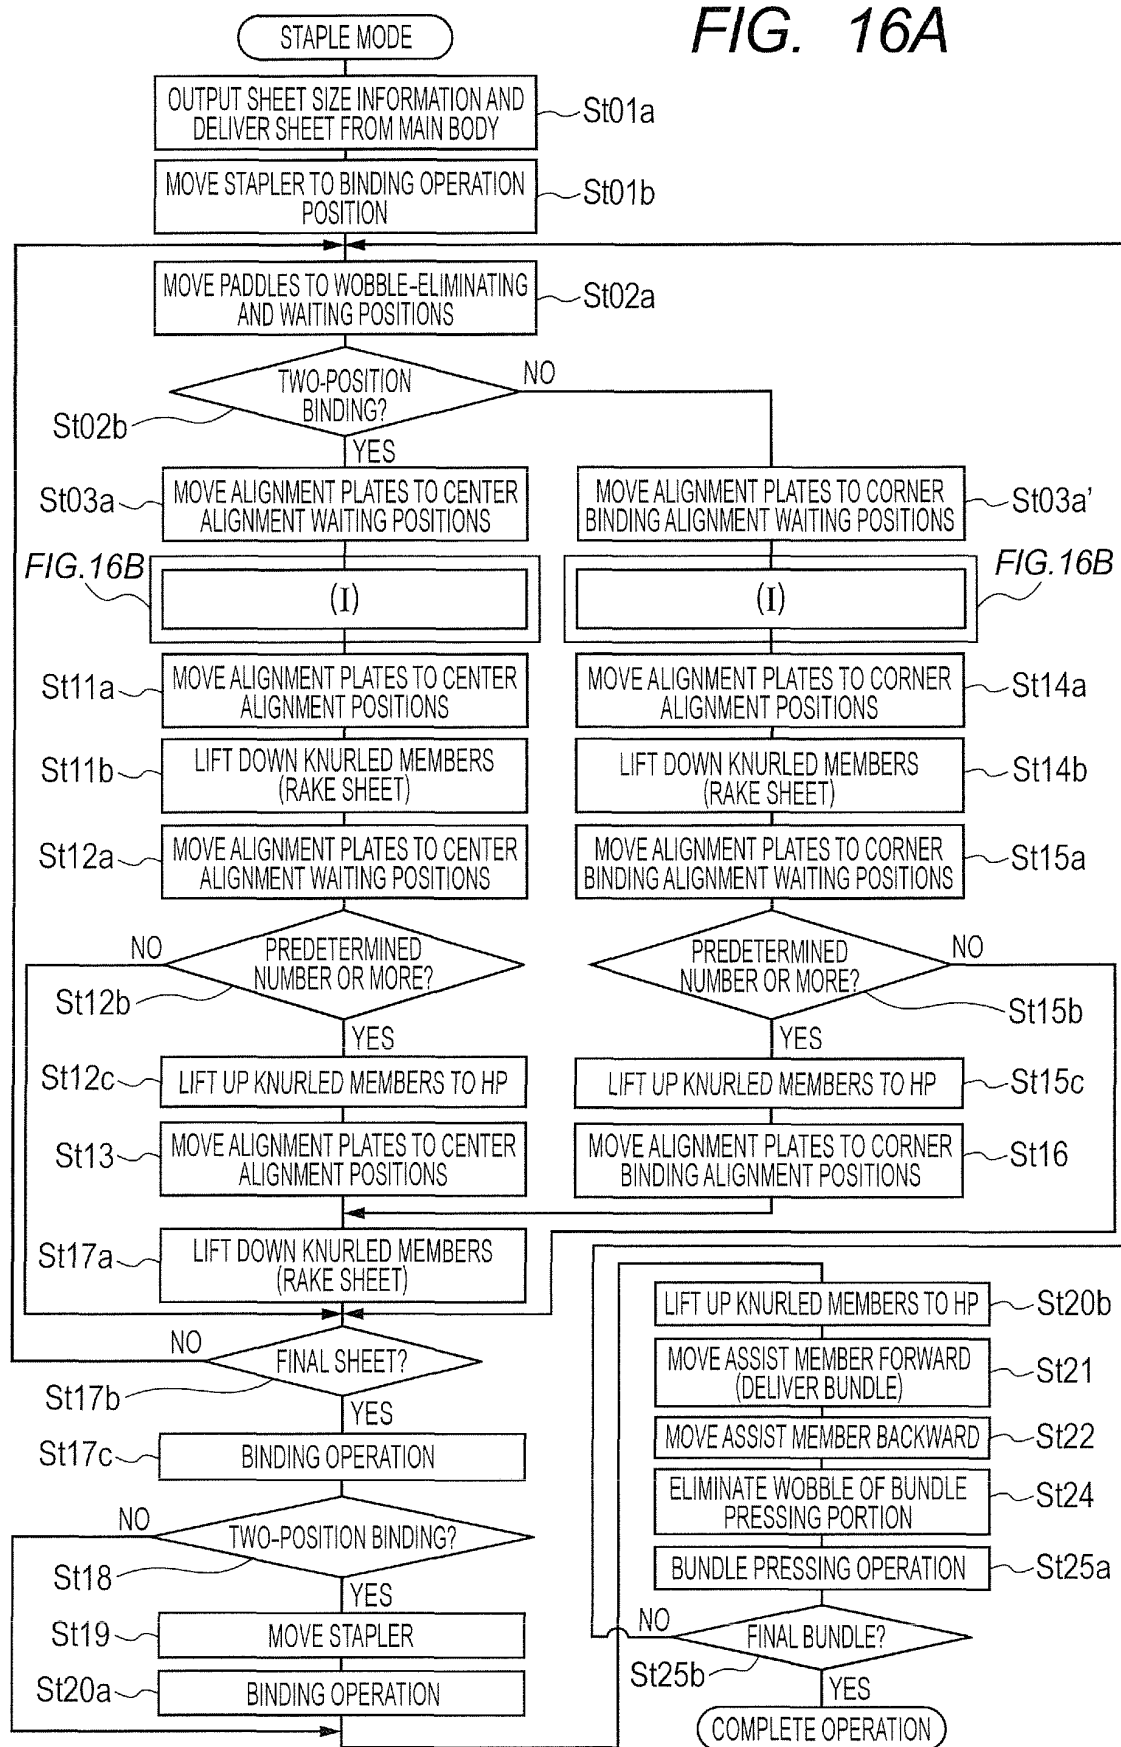 FIG. 16A
STAPLE MODE
OUTPUT SHEET SIZE INFORMATION AND
DELIVER SHEET FROM MAIN BODY
St01a
MOVE STAPLER TO BINDING OPERATION
POSITION
St01b
MOVE PADDLES TO WOBBLE-ELIMINATING
AND WAITING POSITIONS
St02a
TWO-POSITION
BINDING?
NO
St02b
YES
St03a
MOVE ALIGNMENT PLATES TO CENTER
ALIGNMENT WAITING POSITIONS
MOVE ALIGNMENT PLATES TO CORNER
BINDING ALIGNMENT WAITING POSITIONS
St03a'
FIG.16B
(I)
(I)
FIG.16B
St11a
MOVE ALIGNMENT PLATES TO CENTER
ALIGNMENT POSITIONS
MOVE ALIGNMENT PLATES TO CORNER
ALIGNMENT POSITIONS
St14a
St11b
LIFT DOWN KNURLED MEMBERS
(RAKE SHEET)
LIFT DOWN KNURLED MEMBERS
(RAKE SHEET)
St14b
St12a
MOVE ALIGNMENT PLATES TO CENTER
ALIGNMENT WAITING POSITIONS
MOVE ALIGNMENT PLATES TO CORNER
BINDING ALIGNMENT WAITING POSITIONS
St15a
NO
PREDETERMINED
NUMBER OR MORE?
St12b
YES
PREDETERMINED
NUMBER OR MORE?
NO
St15b
YES
St12c
LIFT UP KNURLED MEMBERS TO HP
LIFT UP KNURLED MEMBERS TO HP
St15c
St13
MOVE ALIGNMENT PLATES TO CENTER
ALIGNMENT POSITIONS
MOVE ALIGNMENT PLATES TO CORNER
BINDING ALIGNMENT POSITIONS
St16
St17a
LIFT DOWN KNURLED MEMBERS
(RAKE SHEET)
NO
FINAL SHEET?
St17b
YES
St17c
BINDING OPERATION
NO
TWO-POSITION BINDING?
St18
YES
St19
MOVE STAPLER
St20a
BINDING OPERATION
LIFT UP KNURLED MEMBERS TO HP
St20b
MOVE ASSIST MEMBER FORWARD
(DELIVER BUNDLE)
St21
MOVE ASSIST MEMBER BACKWARD
St22
ELIMINATE WOBBLE OF BUNDLE
PRESSING PORTION
St24
BUNDLE PRESSING OPERATION
St25a
NO
FINAL BUNDLE?
St25b
YES
COMPLETE OPERATION